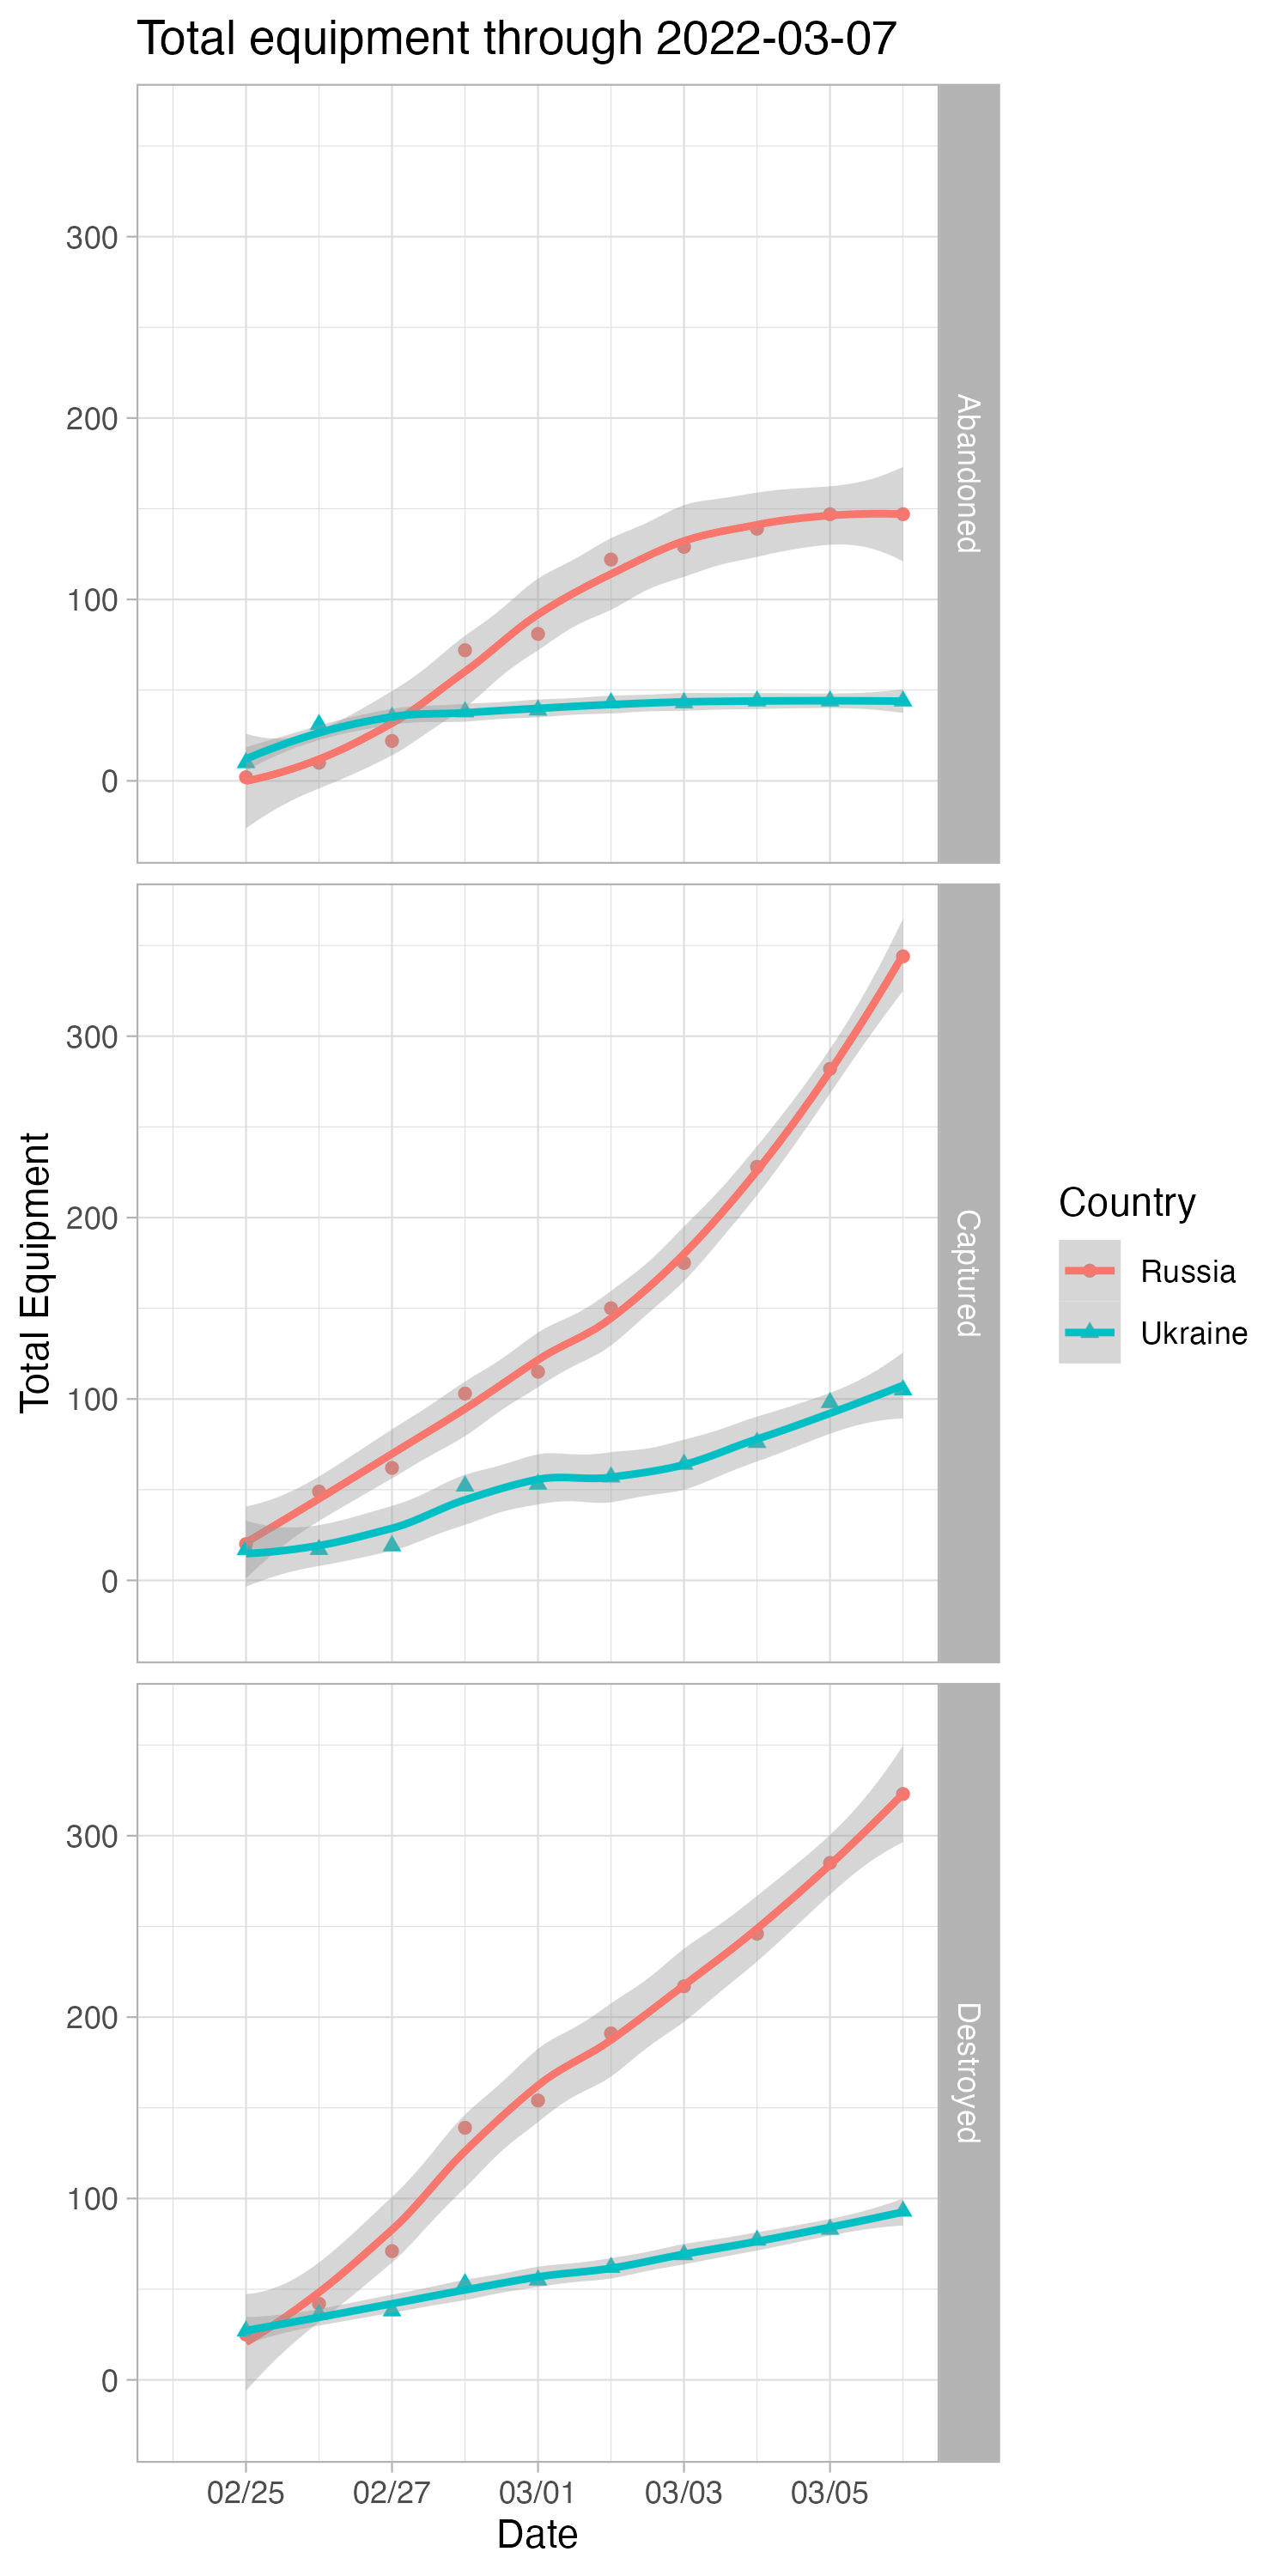 Total equipment through 2022-03-07
300
200
100
0
Abandoned
300
200
100
0
Captured
300
200
100
0
Destroyed
Total Equipment
02/25 02/27 03/01 03/03 03/05
Date
Country
Russia
Ukraine